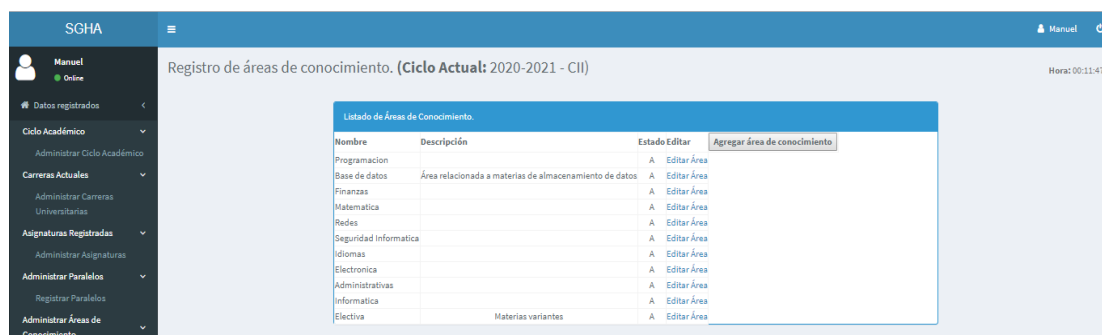 SGHA
Manuel
Manuel
Online
Registro de áreas de conocimiento. (Ciclo Actual: 2020-2021 - CII)
Hora: 00:11:47
Datos registrados
Ciclo Académico
Administrar Ciclo Académico
Carreras Actuales
Administrar Carreras
Universitarias
Asignaturas Registradas
Administrar Asignaturas
Administrar Paralelos
Registrar Paralelos
Administrar Áreas de
Conocimiento
Listado de Áreas de Conocimiento.
Nombre Descripción Estado Editar Agregar área de conocimiento
Programacion A Editar Área
Base de datos Área relacionada a materias de almacenamiento de datos A Editar Área
Finanzas A Editar Área
Matematica A Editar Área
Redes A Editar Área
Seguridad Informatica A Editar Área
Idiomas A Editar Área
Electronica A Editar Área
Administrativas A Editar Área
Informatica A Editar Área
Electiva Materias variantes A Editar Área